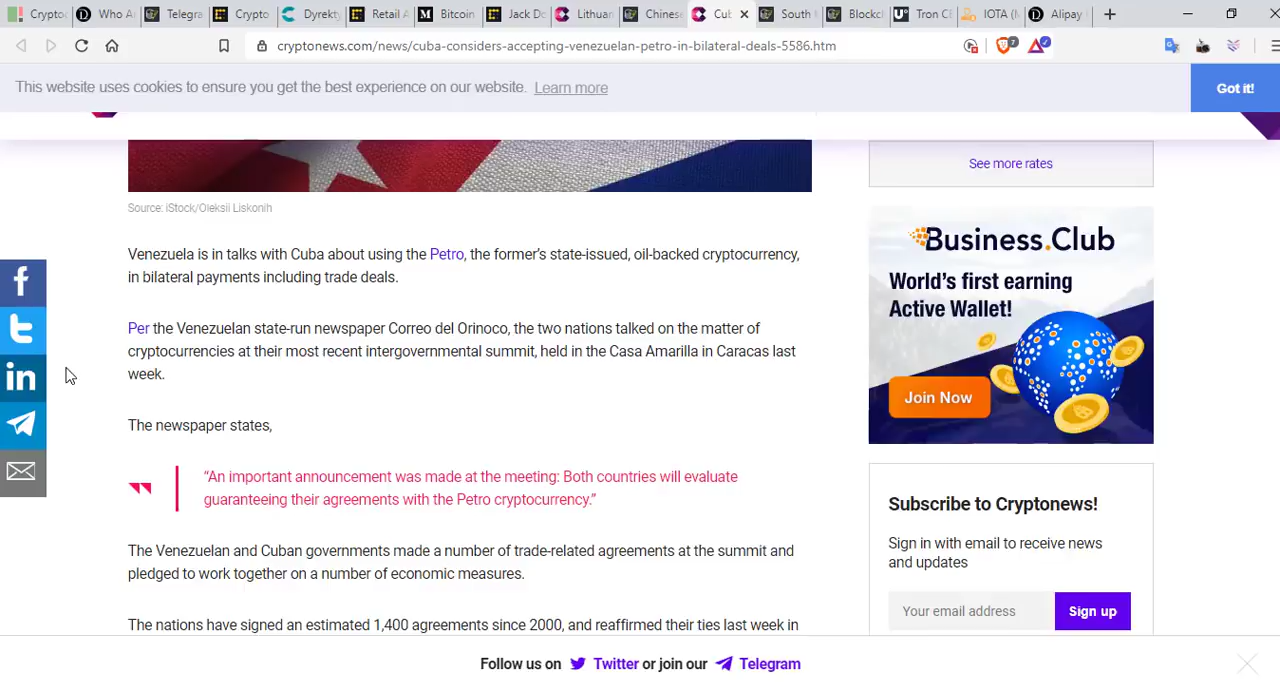 Cryptoc
Who Ar
Telegra
Crypto
Dyrekty
Retail A
Bitcoin
Jack Do
Lithuan
Chinese
Cub
South
Blockc
Tron C
IOTA (M
Alipay
cryptonews.com/news/cuba-considers-accepting-venezuelan-petro-in-bilateral-deals-5586.htm
7
This website uses cookies to ensure you get the best experience on our website. Learn more
Got it!
See more rates
Source: iStock/Oleksii Liskonih
Venezuela is in talks with Cuba about using the Petro, the former's state-issued, oil-backed cryptocurrency,
in bilateral payments including trade deals.
Per the Venezuelan state-run newspaper Correo del Orinoco, the two nations talked on the matter of
cryptocurrencies at their most recent intergovernmental summit, held in the Casa Amarilla in Caracas last
week.
The newspaper states,
“An important announcement was made at the meeting: Both countries will evaluate
guaranteeing their agreements with the Petro cryptocurrency.”
The Venezuelan and Cuban governments made a number of trade-related agreements at the summit and
pledged to work together on a number of economic measures.
The nations have signed an estimated 1,400 agreements since 2000, and reaffirmed their ties last week in
Business.Club
World's first earning
Active Wallet!
Join Now
Subscribe to Cryptonews!
Sign in with email to receive news
and updates
Your email address
Sign up
Follow us on Twitter or join our Telegram